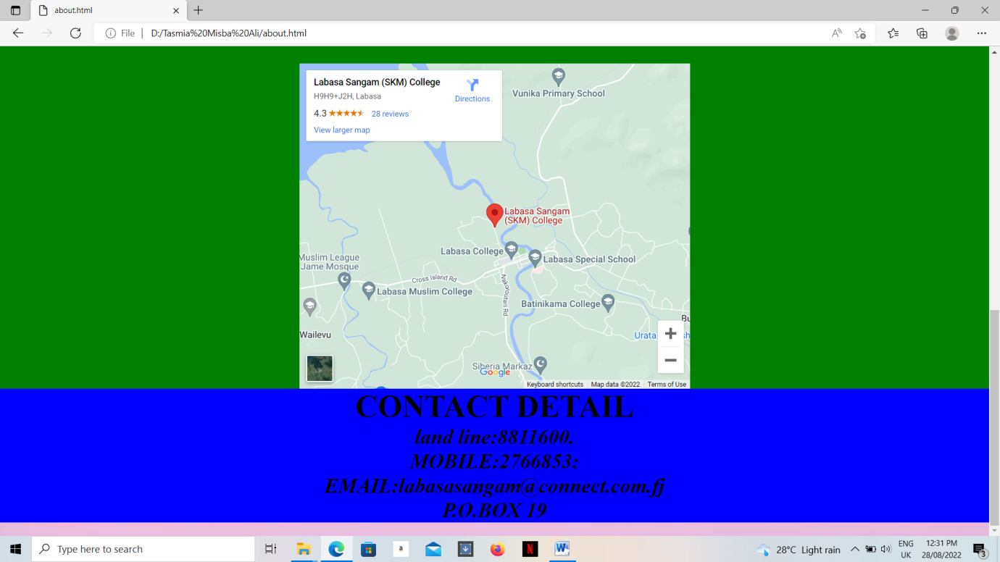 about.html
File
D:/Tasmia%20Misba%20Ali/about.html
Labasa Sangam (SKM) College
H9H9+J2H, Labasa
Directions
4.3
28 reviews
View larger map
Vunika Primary School
Labasa Sangam
(SKM) College
Labasa College
Labasa Special School
Muslim League
Jame Mosque
Cross Island Rd
Labasa Muslim College
Nakoroutari Rd
Batinikama College
Wailevu
Urata
Siberia Markaz
Google
Keyboard shortcuts
Map data ©2022
Terms of Use
CONTACT DETAIL
land line:8811600.
MOBILE:2766853:
EMAIL:labasasangam@connect.com.fj
P.O.BOX 19
Type here to search
28°C Light rain
ENG
UK
12:31 PM
28/08/2022
3